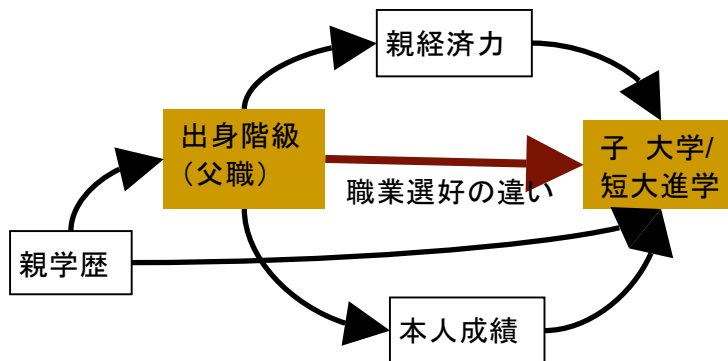 親経済力
出身階級
（父職）
子 大学/
短大進学
職業選好の違い
親学歴
本人成績